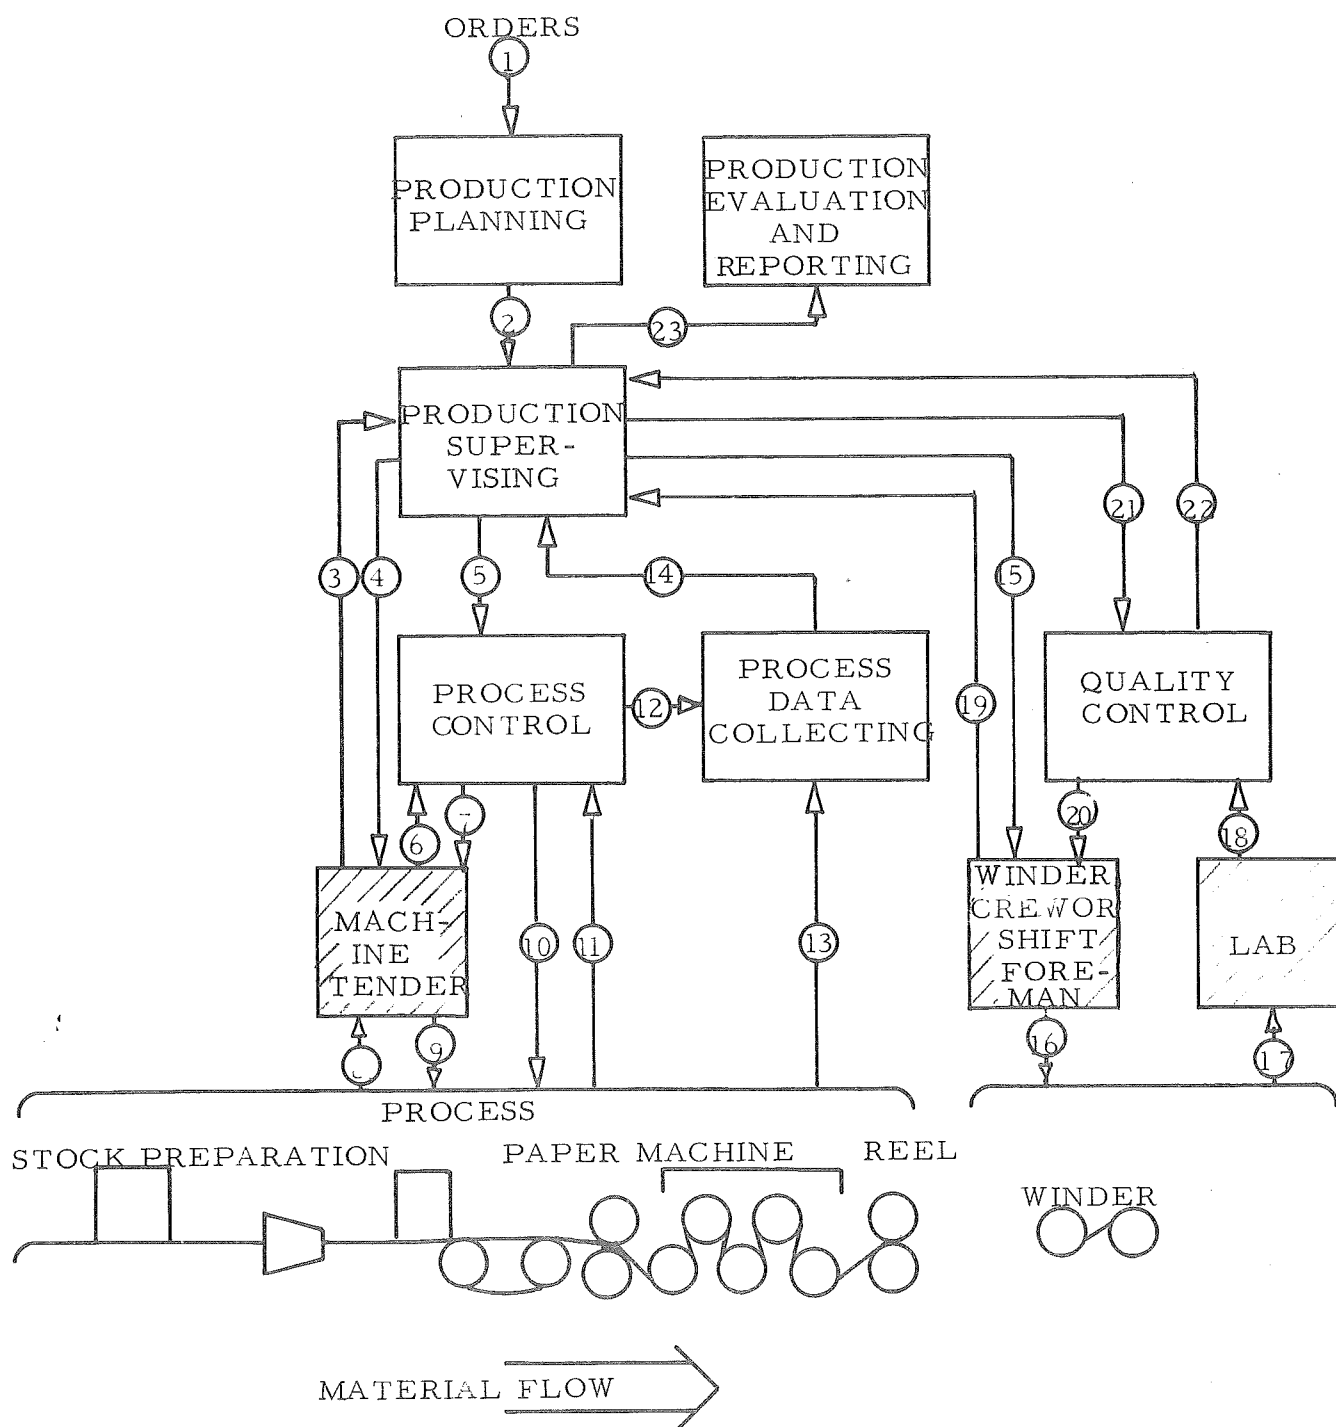 ORDERS
1
PRODUCTION
PLANNING
PRODUCTION
EVALUATION
AND
REPORTING
2
23
PRODUCTION
SUPER-
VISING
3
4
5
14
15
21
22
PROCESS
CONTROL
12
PROCESS
DATA
COLLECTING
19
QUALITY
CONTROL
6
7
20
18
MACH-
INE
TENDER
10
11
13
WINDER
CREW OR
SHIFT
FORE-
MAN
LAB
9
16
17
PROCESS
STOCK PREPARATION
PAPER MACHINE
REEL
WINDER
MATERIAL FLOW